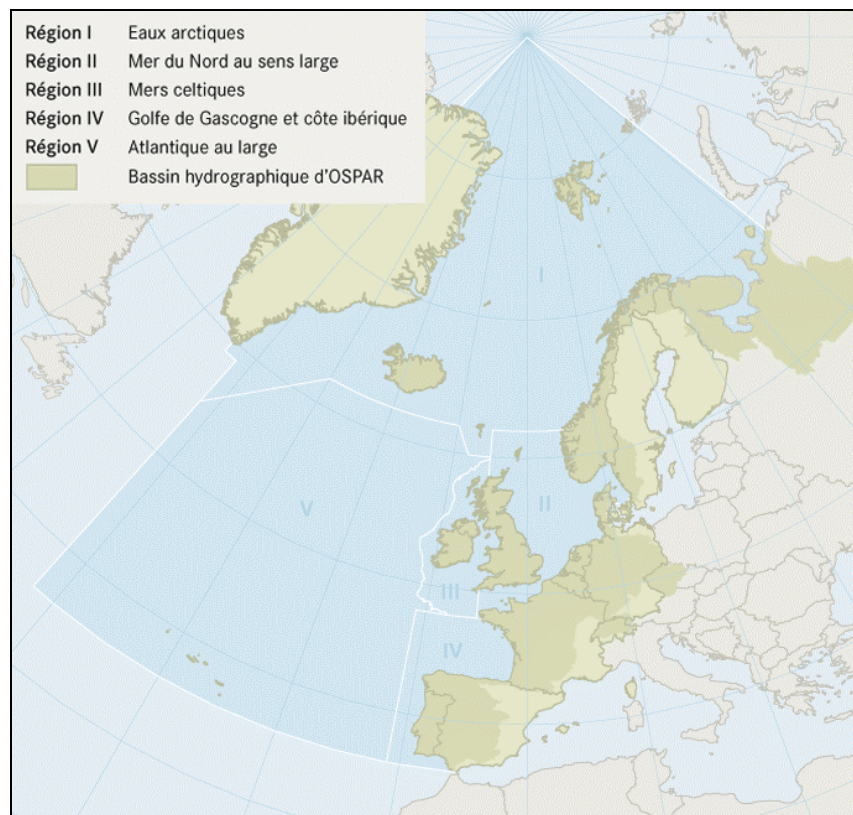 Région I Eaux arctiques
Région II Mer du Nord au sens large
Région III Mers celtiques
Région IV Golfe de Gascogne et côte ibérique
Région V Atlantique au large
Bassin hydrographique d'OSPAR
I
II
V
III
IV